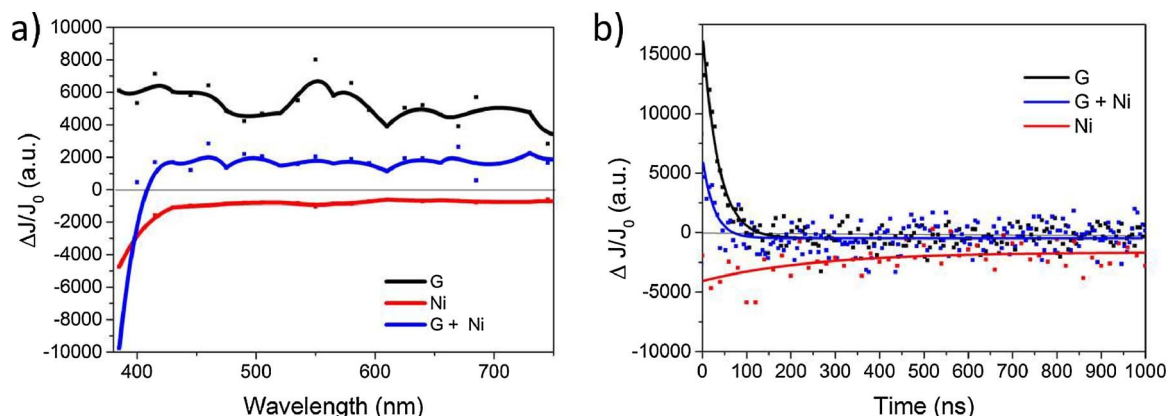 a)
10000
8000
6000
4000
2000
0
-2000
-4000
-6000
-8000
-10000
ΔJ/J₀ (a.u.)
G
Ni
G + Ni
400
500
600
700
Wavelength (nm)
b)
15000
10000
5000
0
-5000
-10000
Δ J/J₀ (a.u.)
G
G + Ni
Ni
0
100
200
300
400
500
600
700
800
900
1000
Time (ns)